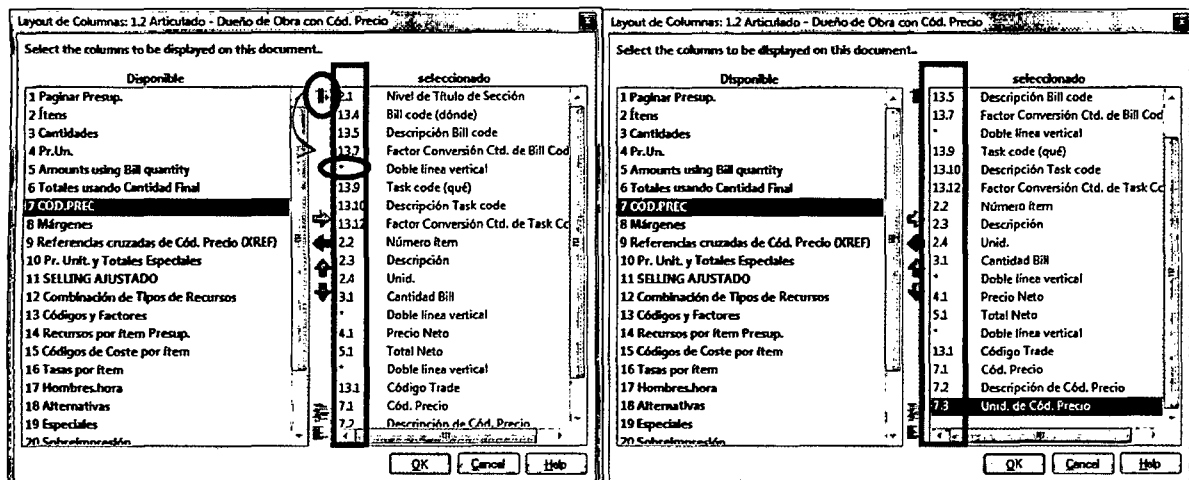 Layout de Columnas: 1.2 Articulado - Dueño de Obra con Cód. Precio
Select the columns to be displayed on this document..
Disponible
1 Paginar Presup.
2 Ítens
3 Cantidades
4 Pr.Un.
5 Amounts using Bill quantity
6 Totales usando Cantidad Final
7 COD.PREC
8 Márgenes
9 Referencias cruzadas de Cód. Precio (XREF)
10 Pr. Unit. y Totales Especiales
11 SELLING AJUSTADO
12 Combinación de Tipos de Recursos
13 Códigos y Factores
14 Recursos por Ítem Presup.
15 Códigos de Coste por Ítem
16 Tasas por Ítem
17 Hombres.hora
18 Alternativas
19 Especiales
20 Sobreimpresión
seleccionado
2.1 Nivel de Título de Sección
13.4 Bill code (dónde)
13.5 Descripción Bill code
13.7 Factor Conversión Ctd. de Bill Cod
* Doble línea vertical
13.9 Task code (qué)
13.10 Descripción Task code
13.12 Factor Conversión Ctd. de Task Cc
2.2 Número Ítem
2.3 Descripción
2.4 Unid.
3.1 Cantidad Bill
* Doble línea vertical
4.1 Precio Neto
5.1 Total Neto
* Doble línea vertical
13.1 Código Trade
7.1 Cód. Precio
7.2 Descripción de Cód. Precio
OK Cancel Help
Layout de Columnas: 1.2 Articulado - Dueño de Obra con Cód. Precio
Select the columns to be displayed on this document..
Disponible
1 Paginar Presup.
2 Ítens
3 Cantidades
4 Pr.Un.
5 Amounts using Bill quantity
6 Totales usando Cantidad Final
7 COD.PREC
8 Márgenes
9 Referencias cruzadas de Cód. Precio (XREF)
10 Pr. Unit. y Totales Especiales
11 SELLING AJUSTADO
12 Combinación de Tipos de Recursos
13 Códigos y Factores
14 Recursos por Ítem Presup.
15 Códigos de Coste por Ítem
16 Tasas por Ítem
17 Hombres.hora
18 Alternativas
19 Especiales
20 Sobreimpresión
seleccionado
13.5 Descripción Bill code
13.7 Factor Conversión Ctd. de Bill Cod
* Doble línea vertical
13.9 Task code (qué)
13.10 Descripción Task code
13.12 Factor Conversión Ctd. de Task Cc
2.2 Número Ítem
2.3 Descripción
2.4 Unid.
3.1 Cantidad Bill
* Doble línea vertical
4.1 Precio Neto
5.1 Total Neto
* Doble línea vertical
13.1 Código Trade
7.1 Cód. Precio
7.2 Descripción de Cód. Precio
7.3 Unid. de Cód. Precio
OK Cancel Help